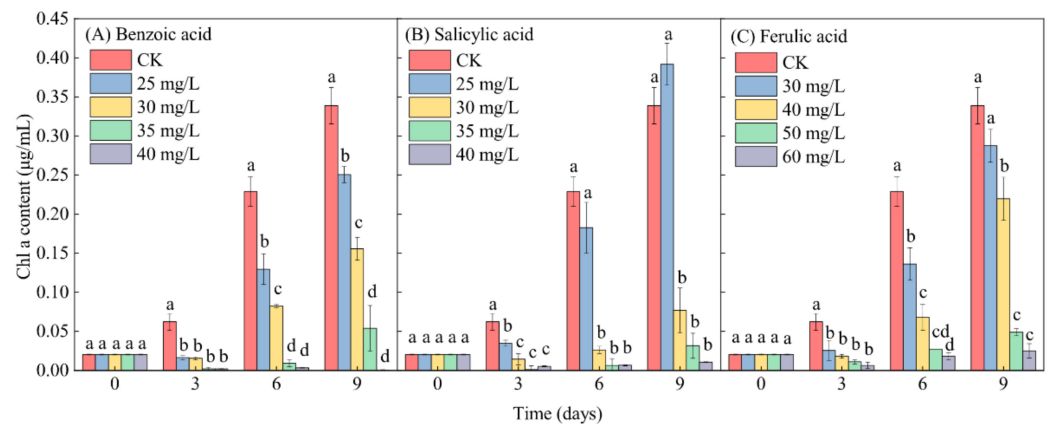 Chl a content (μg/mL)
0.45
0.40
0.35
0.30
0.25
0.20
0.15
0.10
0.05
0.00
(A) Benzoic acid
CK
25 mg/L
30 mg/L
35 mg/L
40 mg/L
a a a a a
a b b b b
a b c d d
a b c d d
0 3 6 9
(B) Salicylic acid
CK
25 mg/L
30 mg/L
35 mg/L
40 mg/L
a a a a a
a b c c c
a a b b b
a a b b b
0 3 6 9
(C) Ferulic acid
CK
30 mg/L
40 mg/L
50 mg/L
60 mg/L
a a a a a
a b b b b
a b c cd d
a a b c c
0 3 6 9
Time (days)